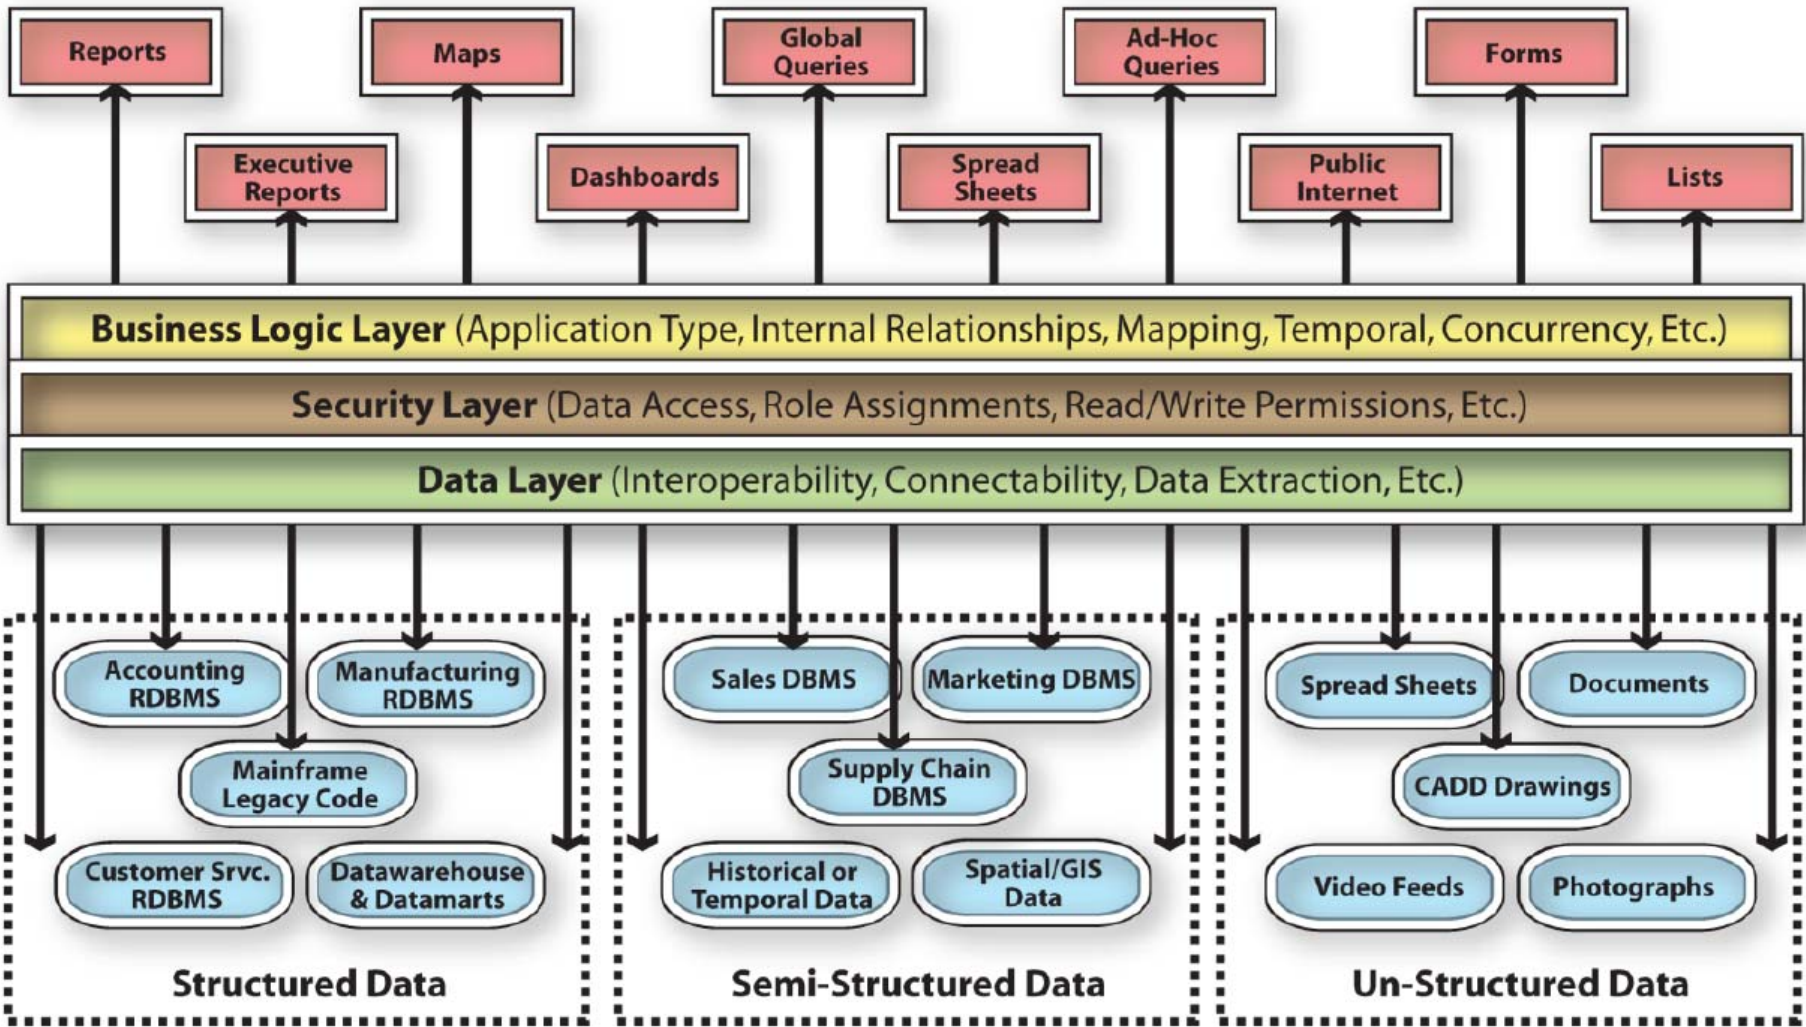 Reports
Maps
Global
Queries
Ad-Hoc
Queries
Forms
Executive
Reports
Dashboards
Spread
Sheets
Public
Internet
Lists
Business Logic Layer (Application Type, Internal Relationships, Mapping, Temporal, Concurrency, Etc.)
Security Layer (Data Access, Role Assignments, Read/Write Permissions, Etc.)
Data Layer (Interoperability, Connectability, Data Extraction, Etc.)
Accounting
RDBMS
Manufacturing
RDBMS
Mainframe
Legacy Code
Customer Srvc.
RDBMS
Datawarehouse
& Datamarts
Structured Data
Sales DBMS
Marketing DBMS
Supply Chain
DBMS
Historical or
Temporal Data
Spatial/GIS
Data
Semi-Structured Data
Spread Sheets
Documents
CADD Drawings
Video Feeds
Photographs
Un-Structured Data